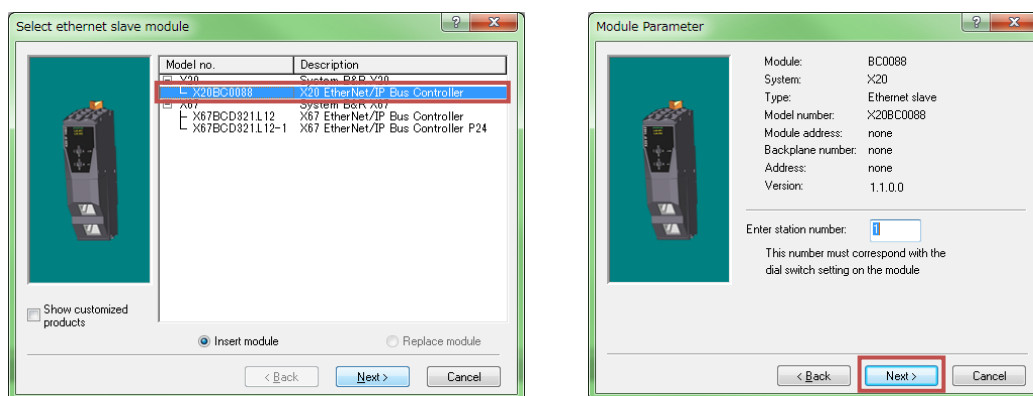 Select ethernet slave module
Model no. Description
X20 System B&R X20
X20BC0088 X20 EtherNet/IP Bus Controller
X67 System B&R X67
X67BCD321.L12 X67 EtherNet/IP Bus Controller
X67BCD321.L12-1 X67 EtherNet/IP Bus Controller P24
Show customized
products
Insert module Replace module
< Back Next > Cancel
Module Parameter
Module: BC0088
System: X20
Type: Ethernet slave
Model number: X20BC0088
Module address: none
Backplane number: none
Address: none
Version: 1.1.0.0
Enter station number: 1
This number must correspond with the
dial switch setting on the module
< Back Next > Cancel